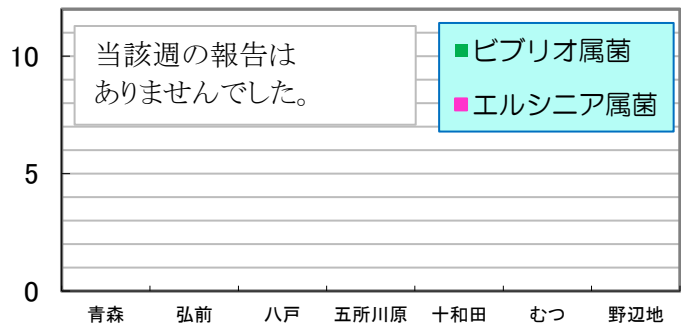 10
当該週の報告は
ありませんでした。
ビブリオ属菌
エルシニア属菌
5
0
青森 弘前 八戸 五所川原 十和田 むつ 野辺地